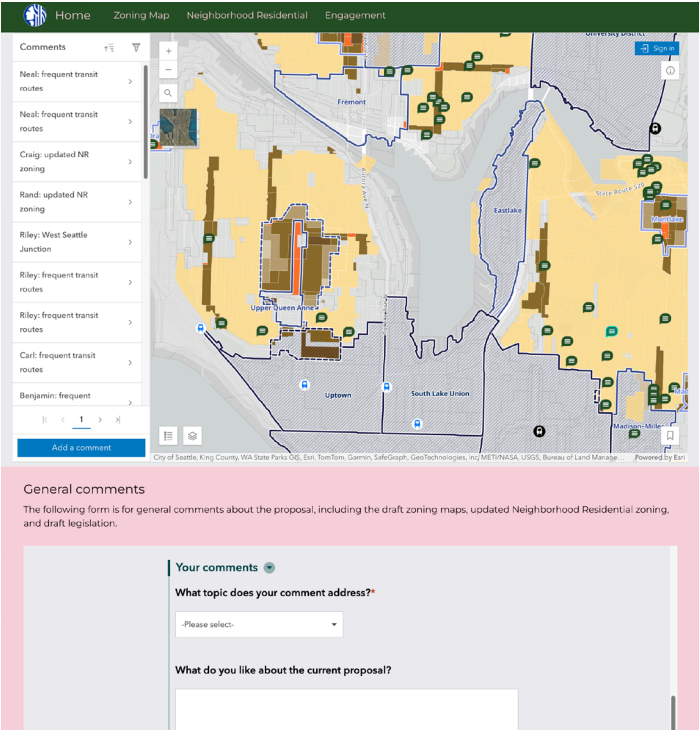 Home Zoning Map Neighborhood Residential Engagement
Comments
Neal: frequent transit
routes
Neal: frequent transit
routes
Craig: updated NR
zoning
Rand: updated NR
zoning
Riley: West Seattle
Junction
Riley: frequent transit
routes
Riley: frequent transit
routes
Carl: frequent transit
routes
Benjamin: frequent
1
Add a comment
University District
Sign in
Fremont
Aurora Ave N
State Route 520
Eastlake
Montlake
Upper Queen Anne
Uptown
South Lake Union
Madison-Mille
City of Seattle, King County, WA State Parks GIS, Esri, TomTom, Garmin, SafeGraph, GeoTechnologies, Inc, METI/NASA, USGS, Bureau of Land Manage... Powered by Esri
General comments
The following form is for general comments about the proposal, including the draft zoning maps, updated Neighborhood Residential zoning,
and draft legislation.
Your comments
What topic does your comment address?*
-Please select-
What do you like about the current proposal?